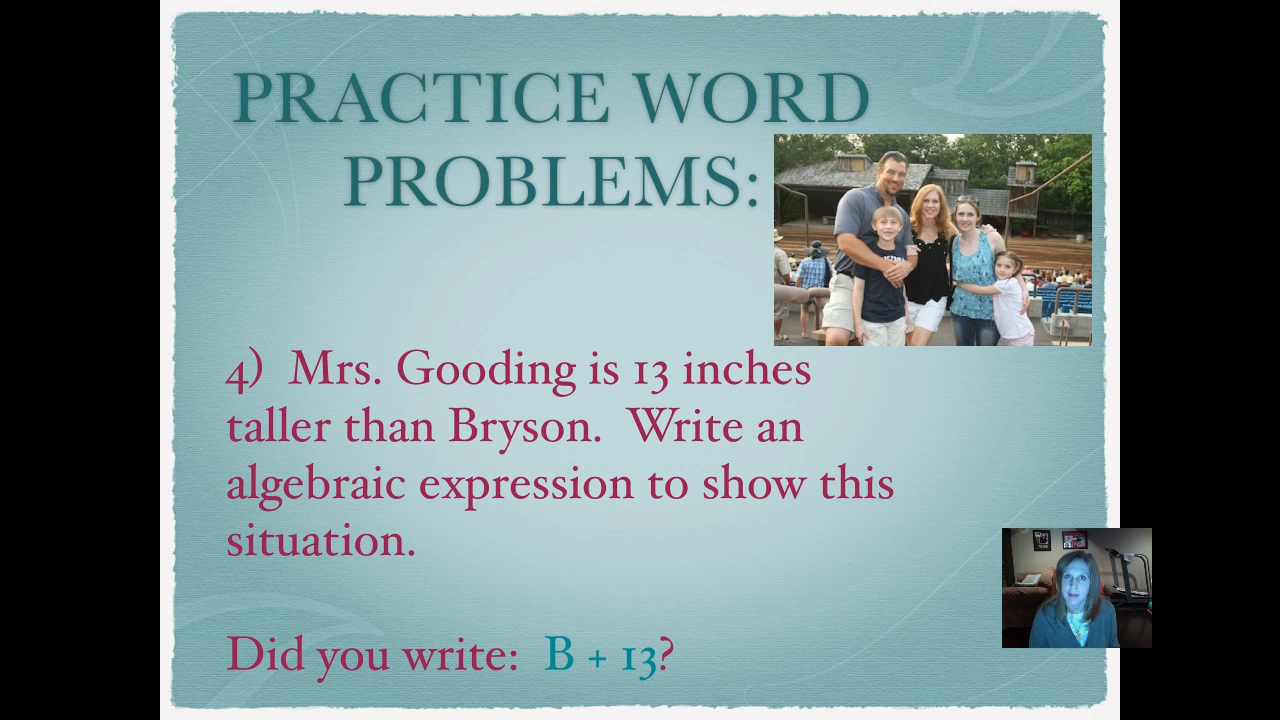 PRACTICE WORD
PROBLEMS:
4) Mrs. Gooding is 13 inches
taller than Bryson. Write an
algebraic expression to show this
situation.
Did you write: B + 13?